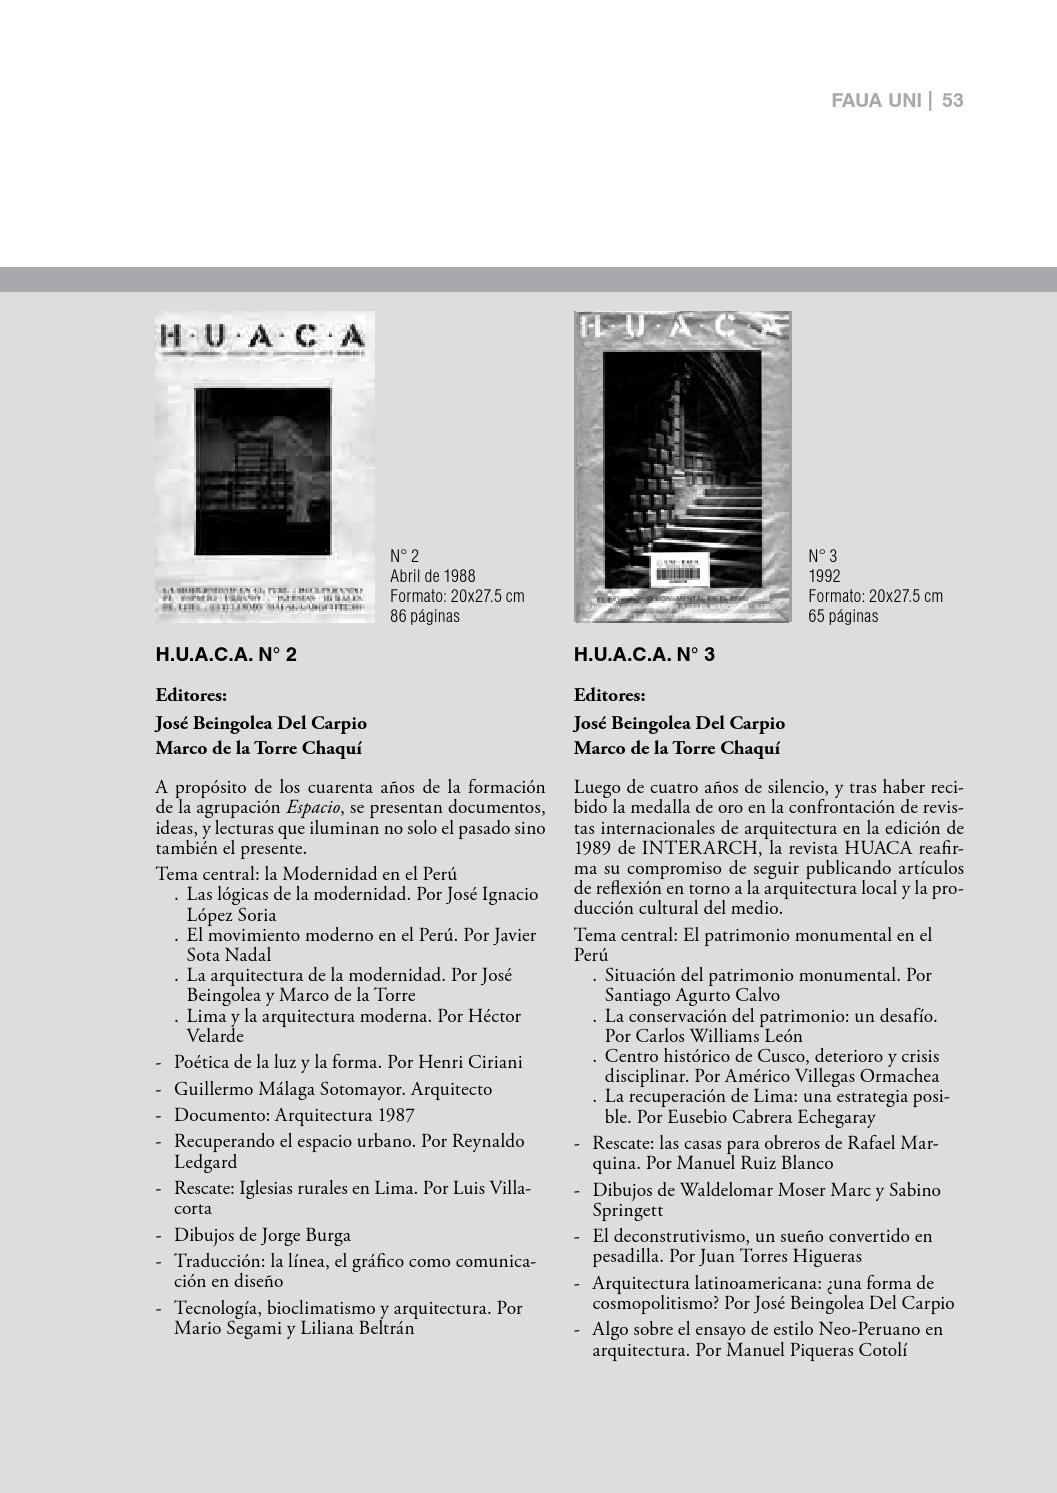 FAUA UNI | 53
H·U·A·C·A
N° 2
Abril de 1988
Formato: 20x27.5 cm
86 páginas
H.U.A.C.A. N° 2
Editores:
José Beingolea Del Carpio
Marco de la Torre Chaquí
A propósito de los cuarenta años de la formación
de la agrupación Espacio, se presentan documentos,
ideas, y lecturas que iluminan no solo el pasado sino
también el presente.
Tema central: la Modernidad en el Perú
. Las lógicas de la modernidad. Por José Ignacio
López Soria
. El movimiento moderno en el Perú. Por Javier
Sota Nadal
. La arquitectura de la modernidad. Por José
Beingolea y Marco de la Torre
. Lima y la arquitectura moderna. Por Héctor
Velarde
- Poética de la luz y la forma. Por Henri Ciriani
- Guillermo Málaga Sotomayor. Arquitecto
- Documento: Arquitectura 1987
- Recuperando el espacio urbano. Por Reynaldo
Ledgard
- Rescate: Iglesias rurales en Lima. Por Luis Villa-
corta
- Dibujos de Jorge Burga
- Traducción: la línea, el gráfico como comunica-
ción en diseño
- Tecnología, bioclimatismo y arquitectura. Por
Mario Segami y Liliana Beltrán
H·U·A·C·A
N° 3
1992
Formato: 20x27.5 cm
65 páginas
H.U.A.C.A. N° 3
Editores:
José Beingolea Del Carpio
Marco de la Torre Chaquí
Luego de cuatro años de silencio, y tras haber reci-
bido la medalla de oro en la confrontación de revis-
tas internacionales de arquitectura en la edición de
1989 de INTERARCH, la revista HUACA reafir-
ma su compromiso de seguir publicando artículos
de reflexión en torno a la arquitectura local y la pro-
ducción cultural del medio.
Tema central: El patrimonio monumental en el
Perú
. Situación del patrimonio monumental. Por
Santiago Agurto Calvo
. La conservación del patrimonio: un desafío.
Por Carlos Williams León
. Centro histórico de Cusco, deterioro y crisis
disciplinar. Por Américo Villegas Ormachea
. La recuperación de Lima: una estrategia posi-
ble. Por Eusebio Cabrera Echegaray
- Rescate: las casas para obreros de Rafael Mar-
quina. Por Manuel Ruiz Blanco
- Dibujos de Waldelomar Moser Marc y Sabino
Springett
- El deconstrutivismo, un sueño convertido en
pesadilla. Por Juan Torres Higueras
- Arquitectura latinoamericana: ¿una forma de
cosmopolitismo? Por José Beingolea Del Carpio
- Algo sobre el ensayo de estilo Neo-Peruano en
arquitectura. Por Manuel Piqueras Cotolí